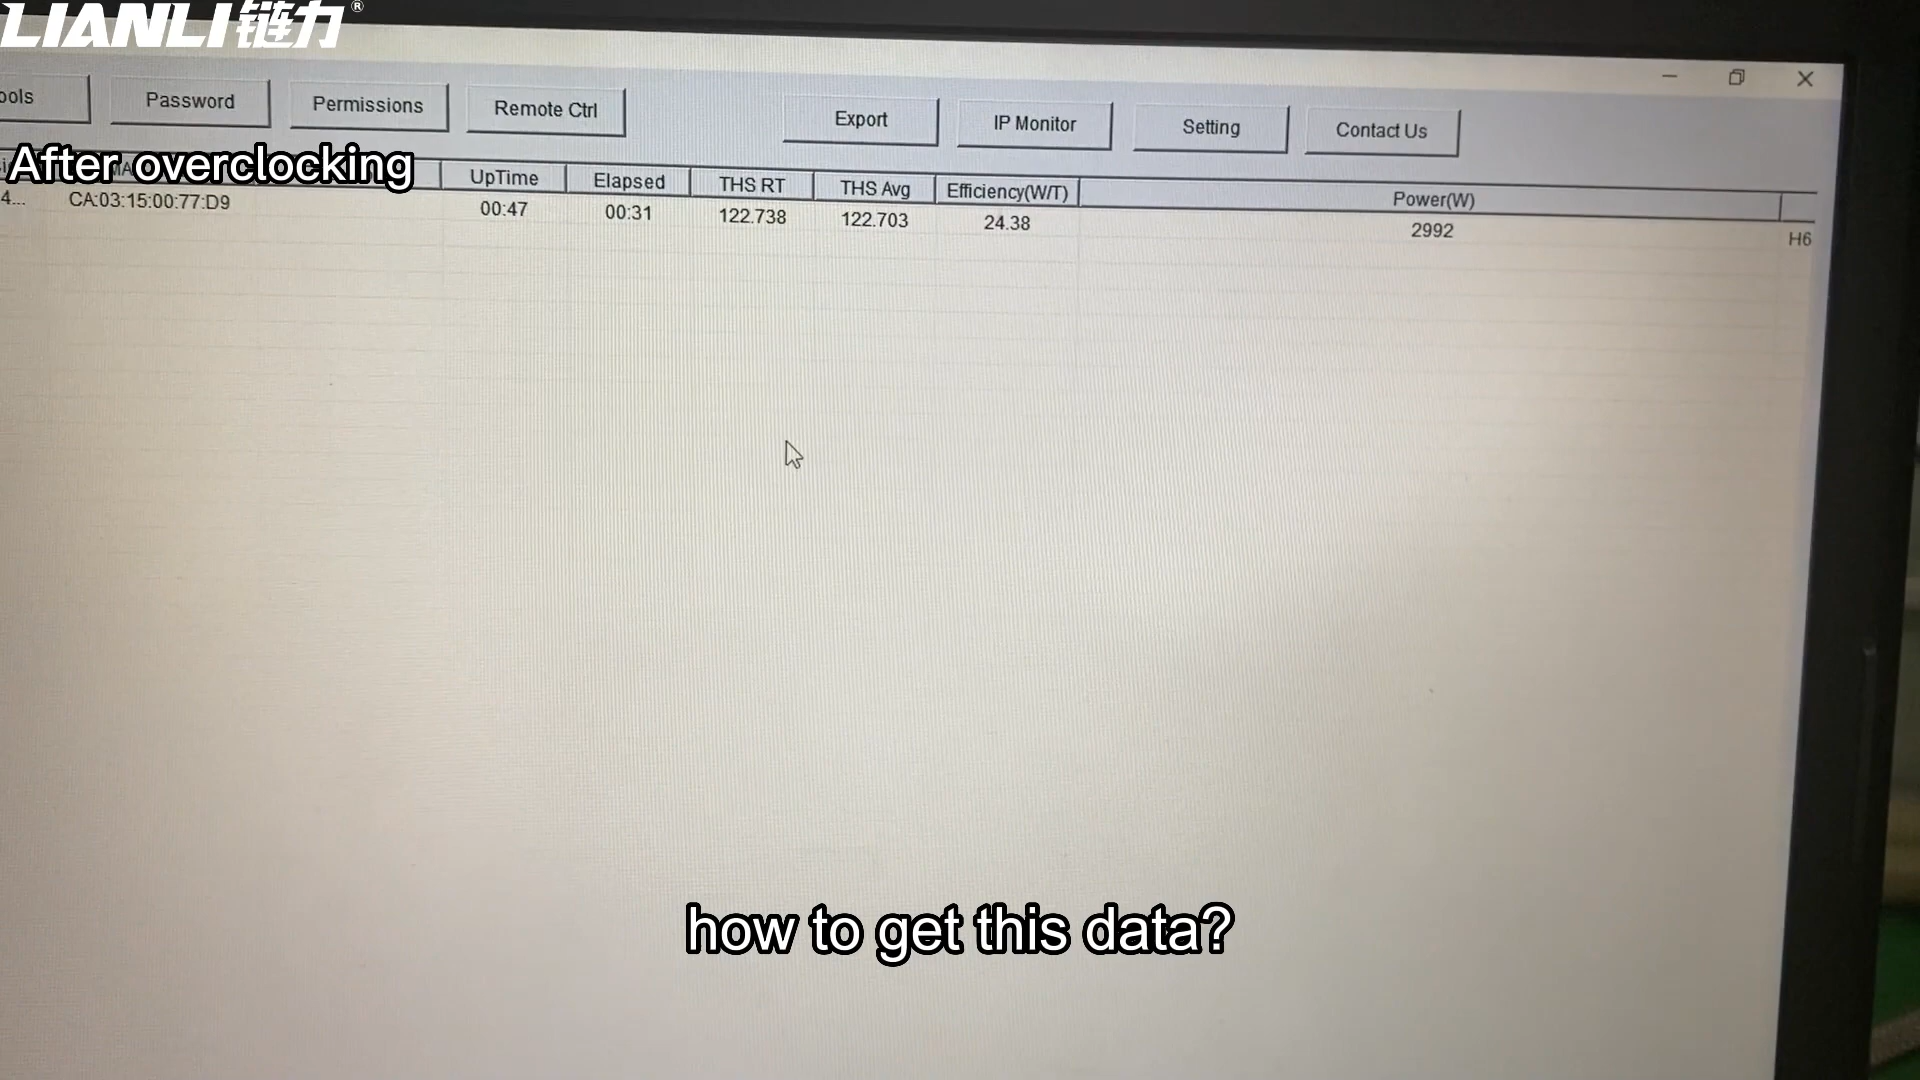 LIANLI链力®
ools Password Permissions Remote Ctrl Export IP Monitor Setting Contact Us
After overclocking
UpTime Elapsed THS RT THS Avg Efficiency(W/T) Power(W)
4... CA:03:15:00:77:D9 00:47 00:31 122.738 122.703 24.38 2992 H6
how to get this data?